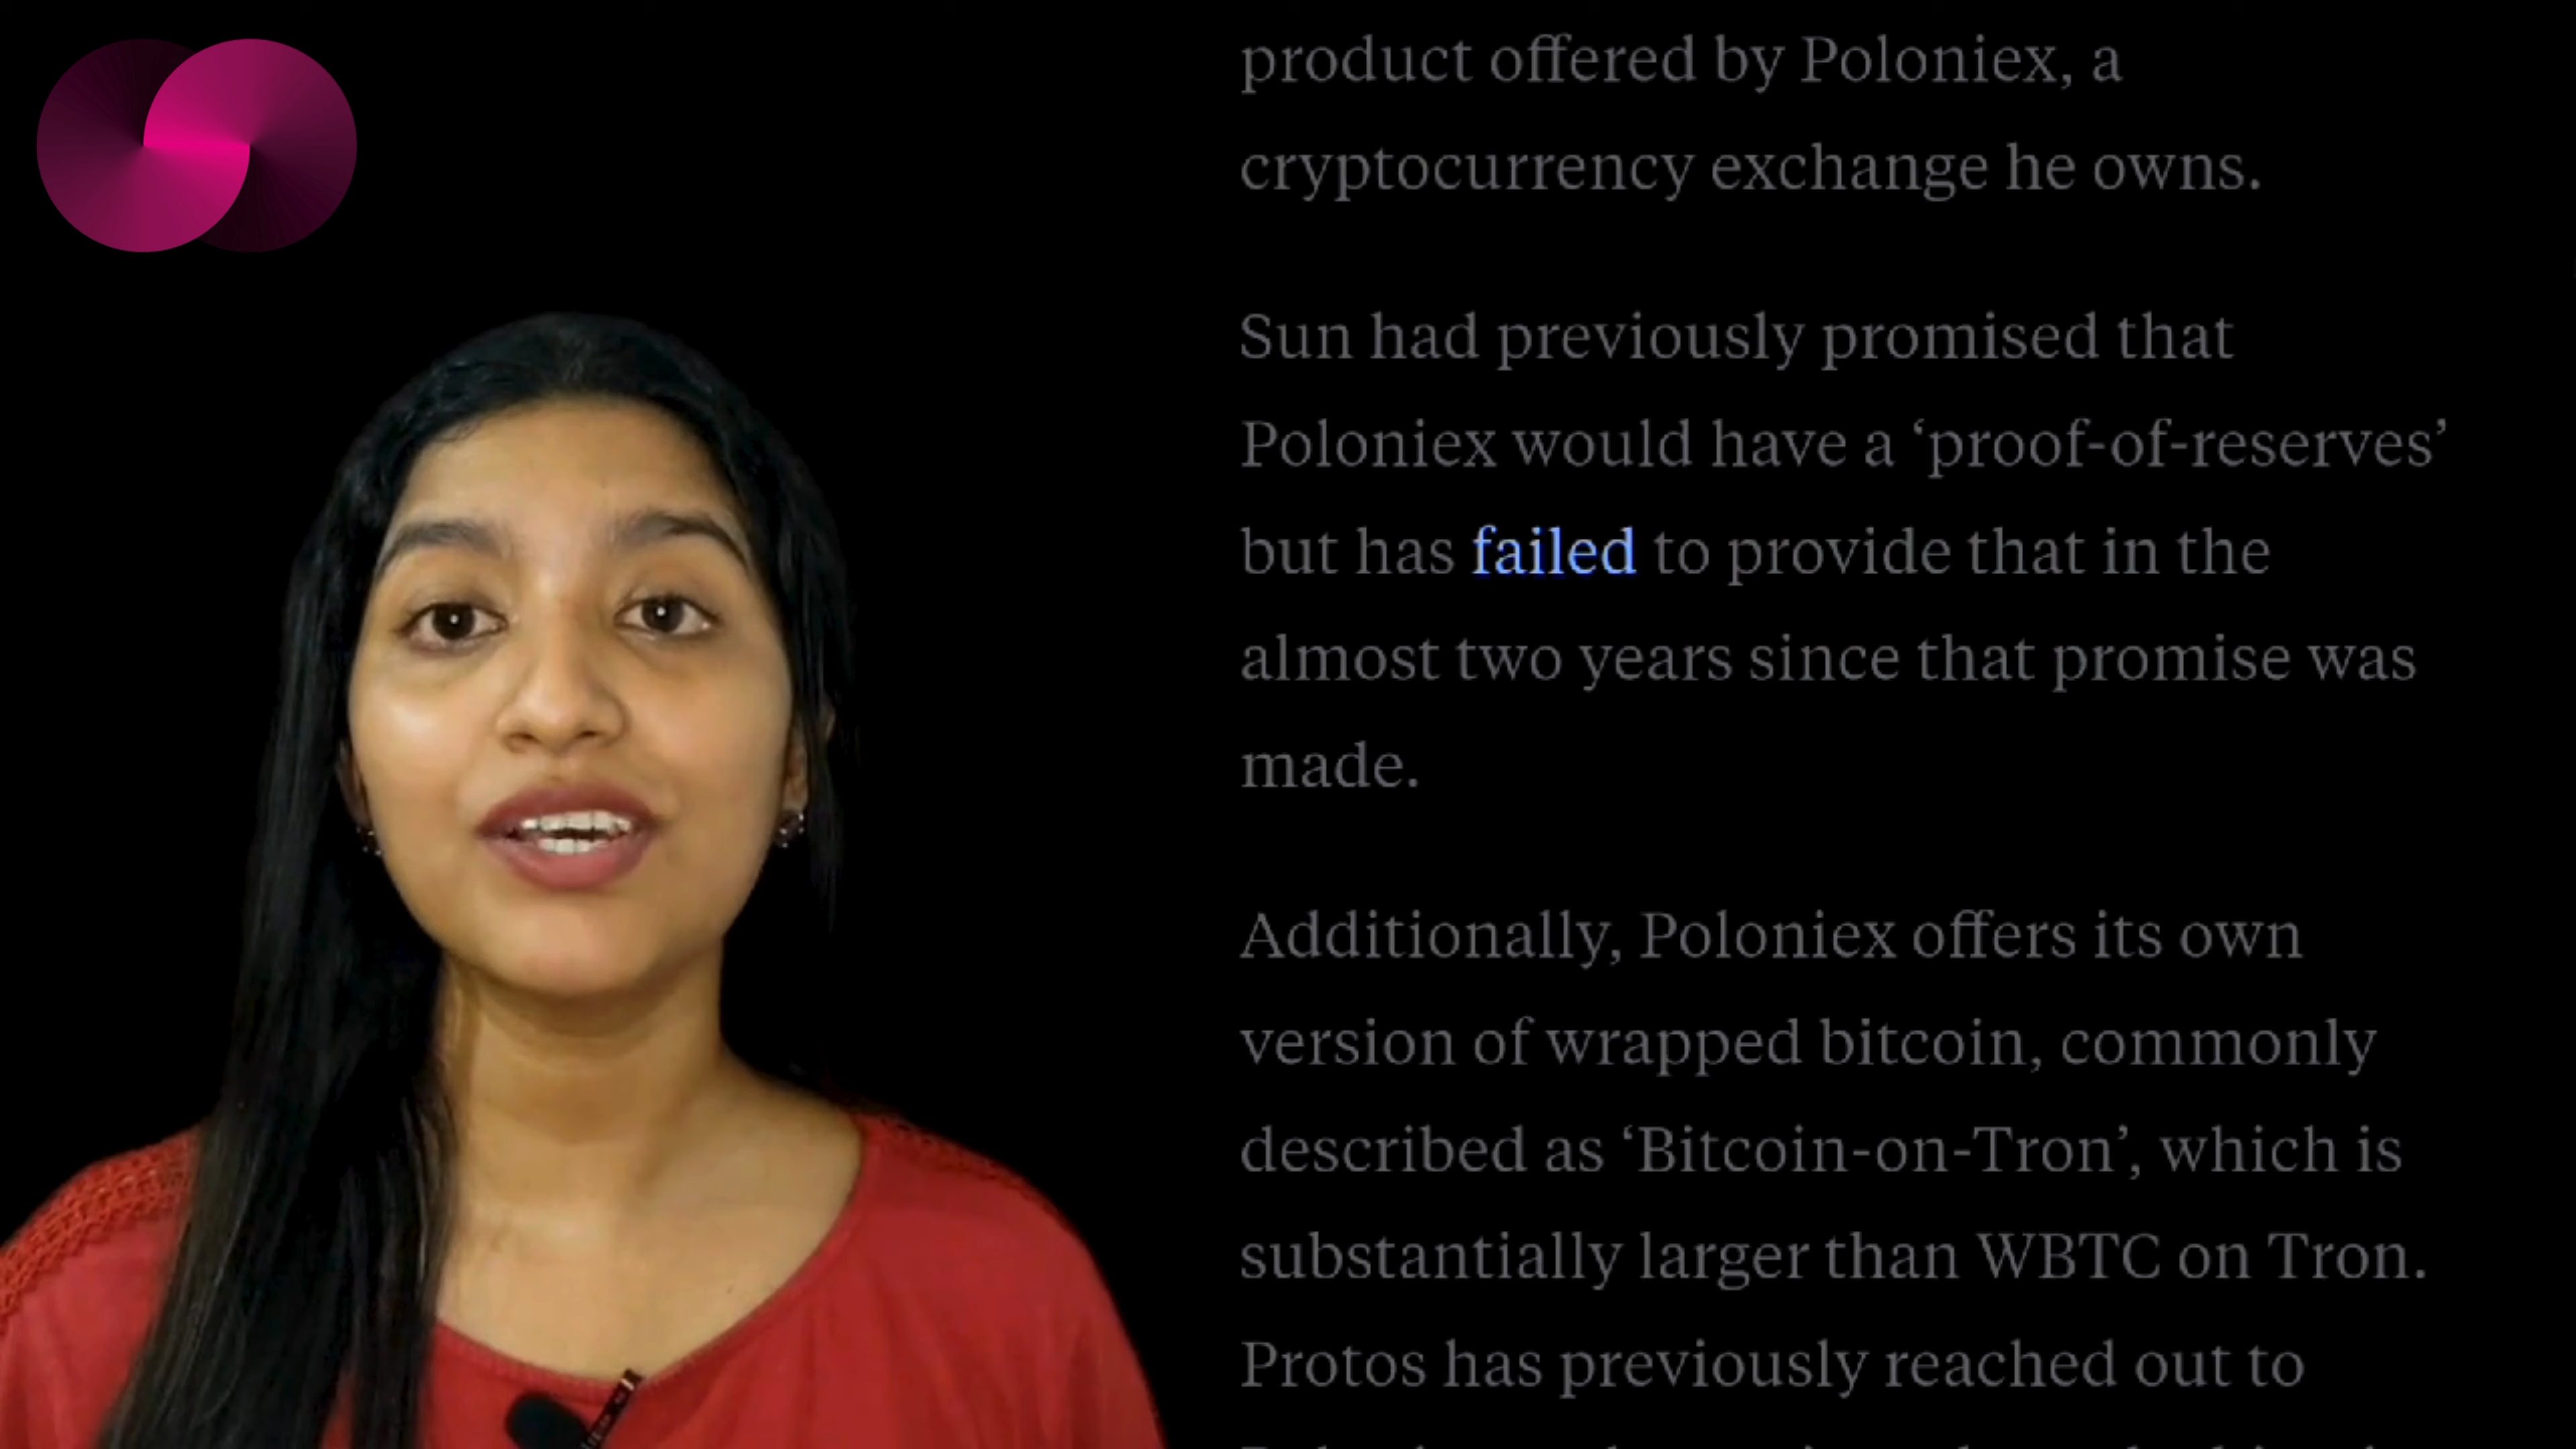 product offered by Poloniex, a
cryptocurrency exchange he owns.
Sun had previously promised that
Poloniex would have a ‘proof-of-reserves’
but has failed to provide that in the
almost two years since that promise was
made.
Additionally, Poloniex offers its own
version of wrapped bitcoin, commonly
described as ‘Bitcoin-on-Tron’, which is
substantially larger than WBTC on Tron.
Protos has previously reached out to